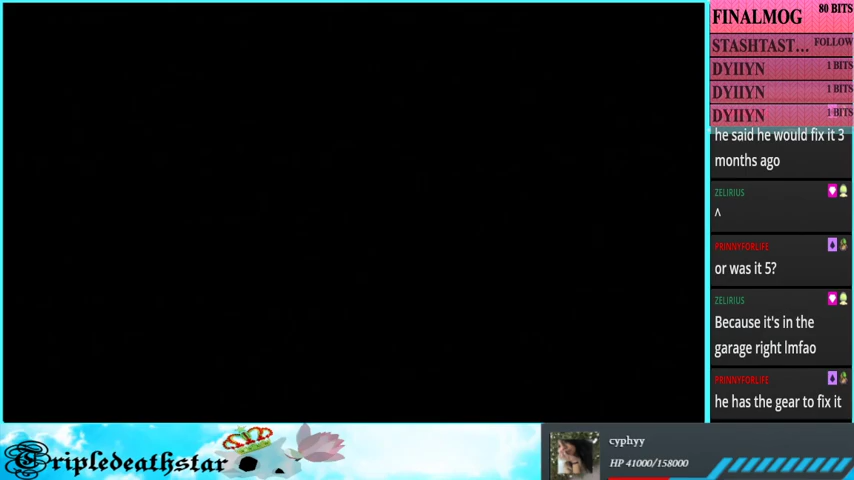 FINALMOG 80 BITS
STASHTAST... FOLLOW
DYIIYN 1 BITS
DYIIYN 1 BITS
DYIIYN 1 BITS
he said he would fix it 3
months ago
ZELIRIUS
^
PRINNYFORLIFE
or was it 5?
ZELIRIUS
Because it's in the
garage right lmfao
PRINNYFORLIFE
he has the gear to fix it
Tripledeathstar
cyphyy
HP 41000/158000